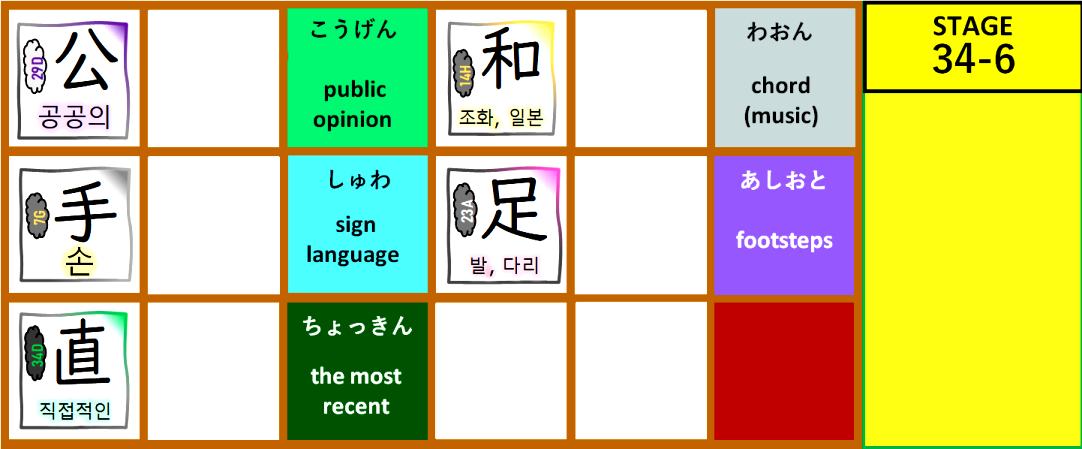 29D
公
공공의
こうげん
public
opinion
14H
和
조화, 일본
わおん
chord
(music)
STAGE
34-6
7G
手
손
しゅわ
sign
language
23A
足
발, 다리
あしおと
footsteps
34D
直
직접적인
ちょっきん
the most
recent